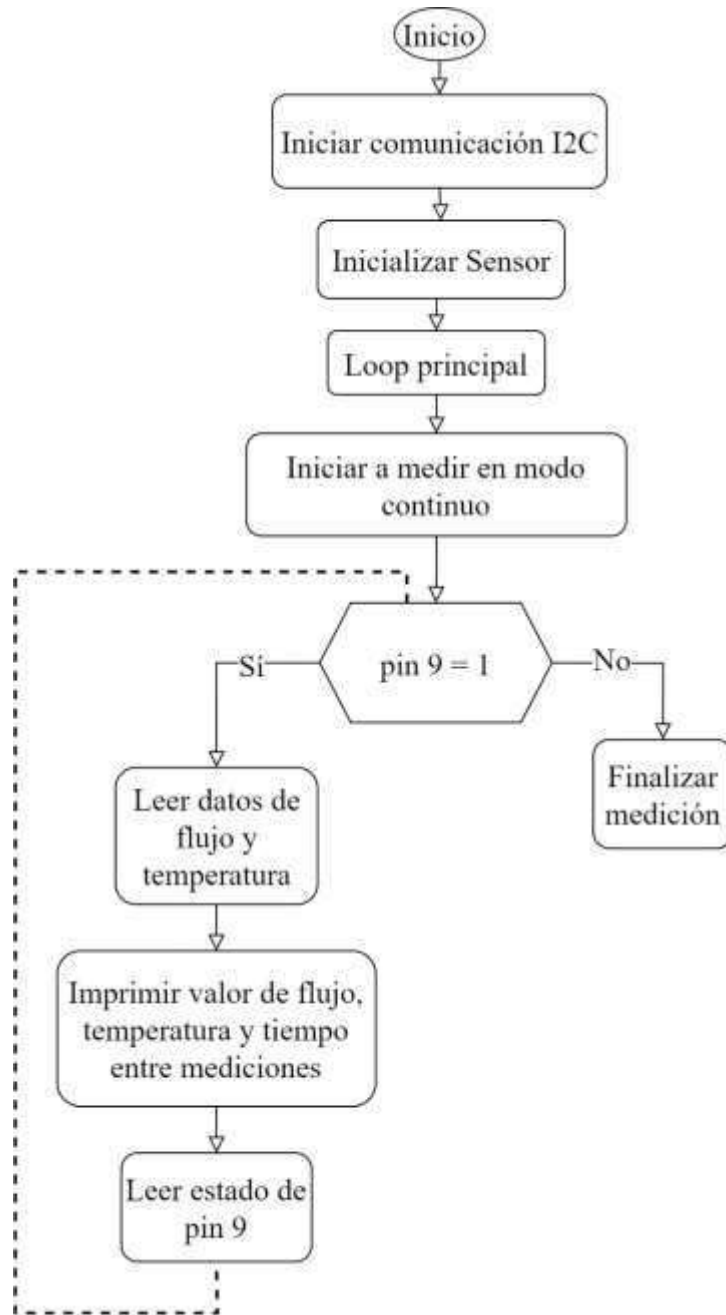 Inicio
Iniciar comunicación I2C
Inicializar Sensor
Loop principal
Iniciar a medir en modo
continuo
pin 9 = 1
Sí
No
Leer datos de
flujo y
temperatura
Finalizar
medición
Imprimir valor de flujo,
temperatura y tiempo
entre mediciones
Leer estado de
pin 9